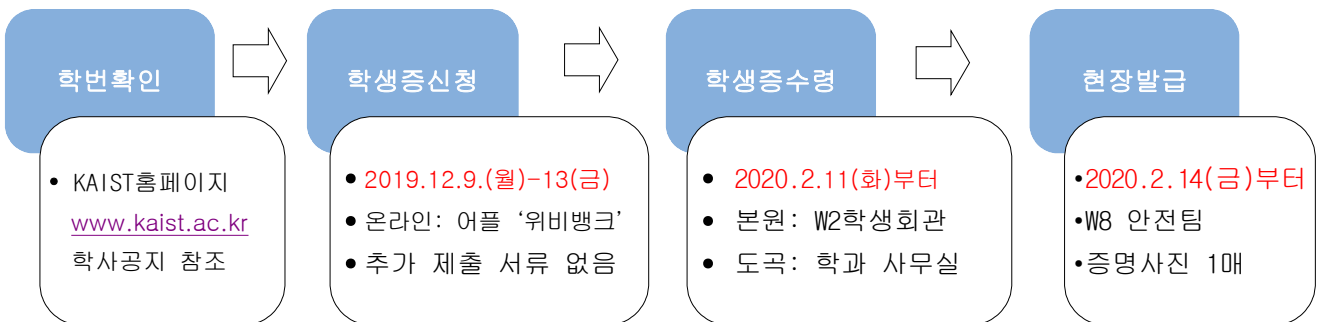 학번확인
• KAIST홈페이지
www.kaist.ac.kr
학사공지 참조
학생증신청
• 2019.12.9.(월)-13(금)
• 온라인: 어플 ‘위비뱅크’
• 추가 제출 서류 없음
학생증수령
• 2020.2.11(화)부터
• 본원: W2학생회관
• 도곡: 학과 사무실
현장발급
•2020.2.14(금)부터
•W8 안전팀
•증명사진 1매